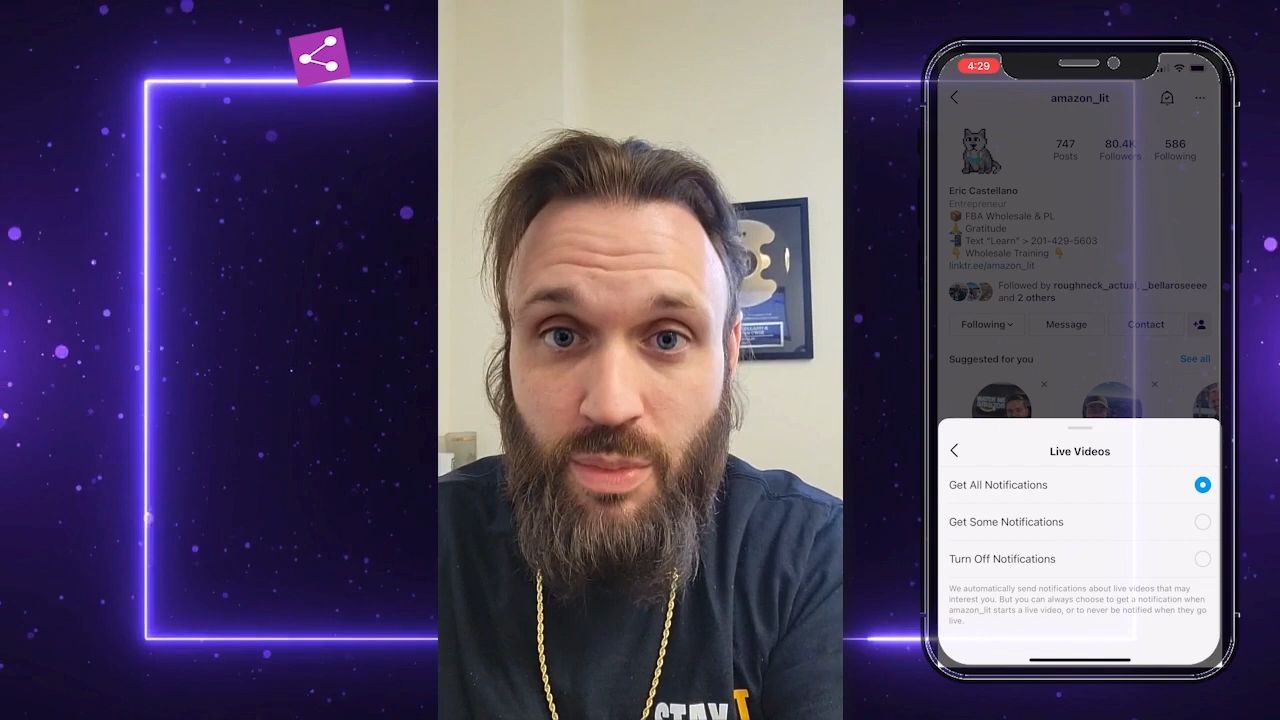 4:29
amazon_lit
747
80.4K
586
Posts
Followers
Following
Eric Castellano
Entrepreneur
📦 FBA Wholesale & PL
🙏 Gratitude
📲 Text "Learn" > 201-429-5603
👇 Wholesale Training 👇
linktr.ee/amazon_lit
Followed by roughneck_actual, _bellaroseeee
and 2 others
Following
Message
Contact
Suggested for you
See all
Live Videos
Get All Notifications
Get Some Notifications
Turn Off Notifications
We automatically send notifications about live videos that may
interest you. But you can always choose to get a notification when
amazon_lit starts a live video, or to never be notified when they go
live.
STAY